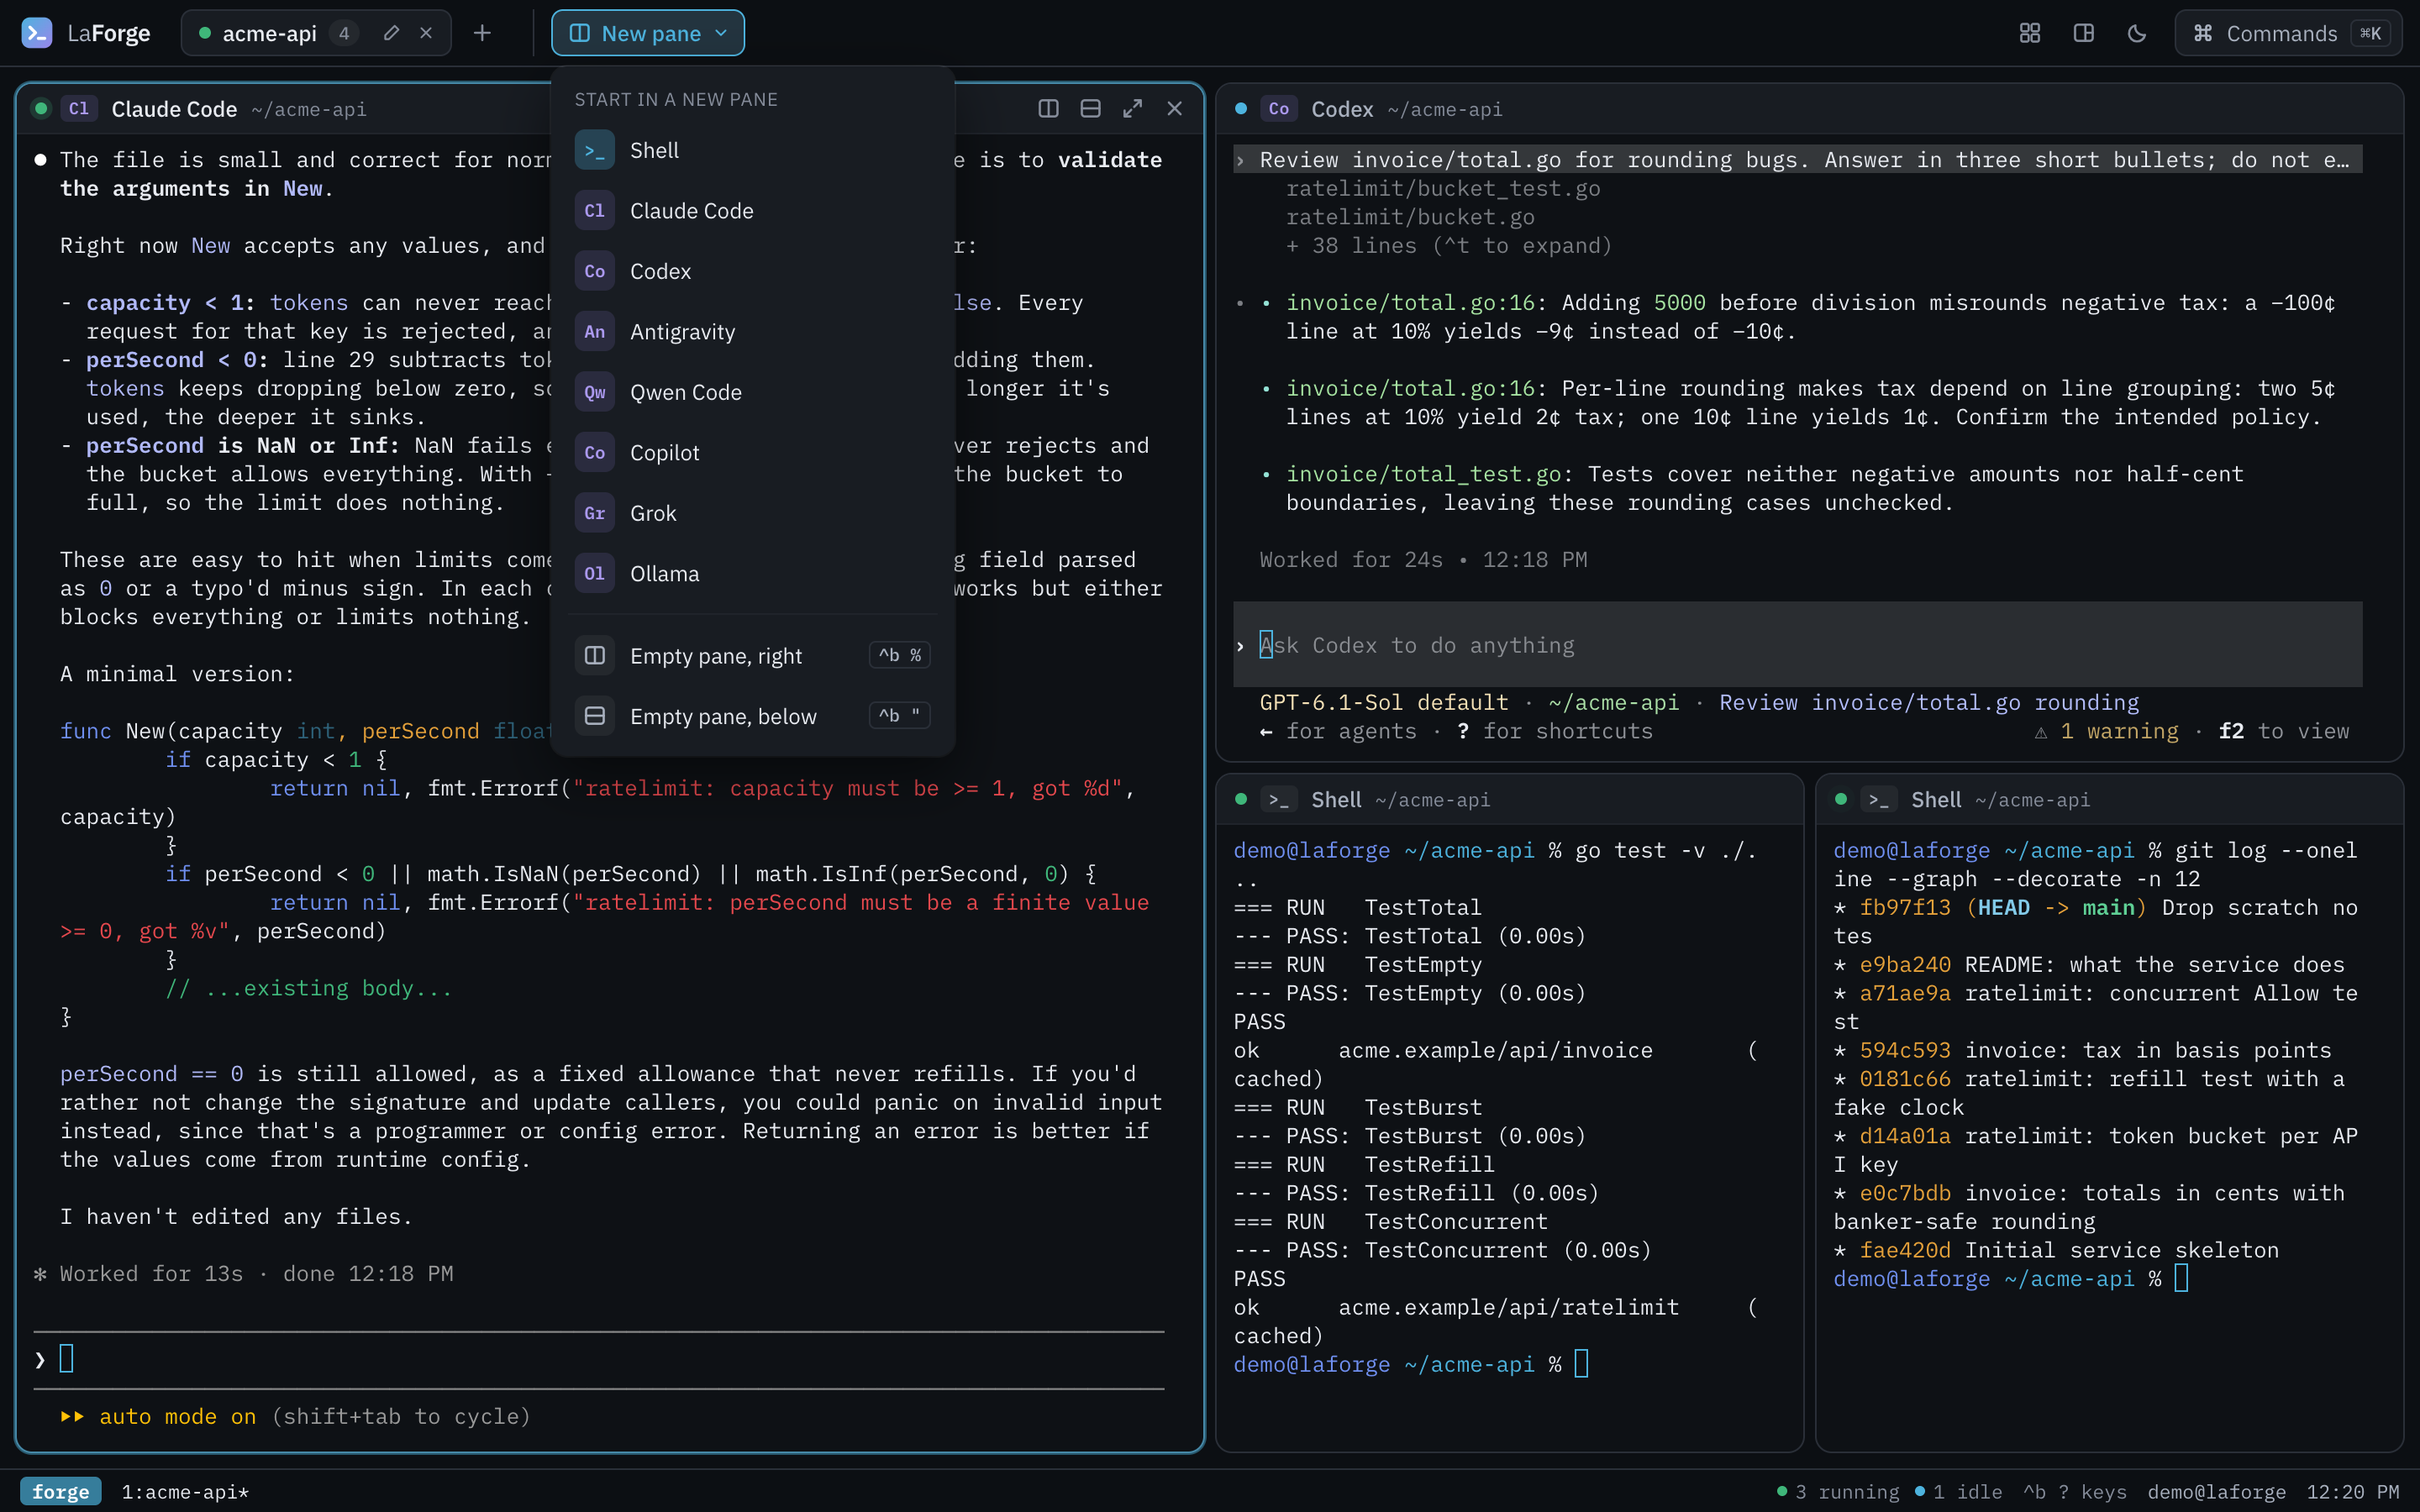 LaForge
acme-api 4
New pane
Commands ⌘K
START IN A NEW PANE
>_ Shell
Cl Claude Code
Co Codex
An Antigravity
Qw Qwen Code
Co Copilot
Gr Grok
Ol Ollama
Empty pane, right ^b %
Empty pane, below ^b "
Cl Claude Code ~/acme-api
● The file is small and correct for e is to validate
the arguments in New.
Right now New accepts any values, and r:
- capacity < 1: tokens can never lse. Every
request for that key is rejected,
- perSecond < 0: line 29 subtracts dding them.
tokens keeps dropping below zero, longer it's
used, the deeper it sinks.
- perSecond is NaN or Inf: NaN fails ver rejects and
the bucket allows everything. With the bucket to
full, so the limit does nothing.
These are easy to hit when limits g field parsed
as 0 or a typo'd minus sign. In each works but either
blocks everything or limits nothing.
A minimal version:
func New(capacity int, perSecond
if capacity < 1 {
return nil, fmt.Errorf("ratelimit: capacity must be >= 1, got %d",
capacity)
}
if perSecond < 0 || math.IsNaN(perSecond) || math.IsInf(perSecond, 0) {
return nil, fmt.Errorf("ratelimit: perSecond must be a finite value
>= 0, got %v", perSecond)
}
// ...existing body...
}
perSecond == 0 is still allowed, as a fixed allowance that never refills. If you'd
rather not change the signature and update callers, you could panic on invalid input
instead, since that's a programmer or config error. Returning an error is better if
the values come from runtime config.
I haven't edited any files.
✻ Worked for 13s · done 12:18 PM
❯
⏵⏵ auto mode on (shift+tab to cycle)
Co Codex ~/acme-api
› Review invoice/total.go for rounding bugs. Answer in three short bullets; do not e…
ratelimit/bucket_test.go
ratelimit/bucket.go
+ 38 lines (^t to expand)
• • invoice/total.go:16: Adding 5000 before division misrounds negative tax: a −100¢
line at 10% yields −9¢ instead of −10¢.
• invoice/total.go:16: Per-line rounding makes tax depend on line grouping: two 5¢
lines at 10% yield 2¢ tax; one 10¢ line yields 1¢. Confirm the intended policy.
• invoice/total_test.go: Tests cover neither negative amounts nor half-cent
boundaries, leaving these rounding cases unchecked.
Worked for 24s • 12:18 PM
› Ask Codex to do anything
GPT-6.1-Sol default · ~/acme-api · Review invoice/total.go rounding
← for agents · ? for shortcuts ⚠ 1 warning · f2 to view
>_ Shell ~/acme-api
demo@laforge ~/acme-api % go test -v ./.
..
=== RUN TestTotal
--- PASS: TestTotal (0.00s)
=== RUN TestEmpty
--- PASS: TestEmpty (0.00s)
PASS
ok acme.example/api/invoice (
cached)
=== RUN TestBurst
--- PASS: TestBurst (0.00s)
=== RUN TestRefill
--- PASS: TestRefill (0.00s)
=== RUN TestConcurrent
--- PASS: TestConcurrent (0.00s)
PASS
ok acme.example/api/ratelimit (
cached)
demo@laforge ~/acme-api %
>_ Shell ~/acme-api
demo@laforge ~/acme-api % git log --onel
ine --graph --decorate -n 12
* fb97f13 (HEAD -> main) Drop scratch no
tes
* e9ba240 README: what the service does
* a71ae9a ratelimit: concurrent Allow te
st
* 594c593 invoice: tax in basis points
* 0181c66 ratelimit: refill test with a
fake clock
* d14a01a ratelimit: token bucket per AP
I key
* e0c7bdb invoice: totals in cents with
banker-safe rounding
* fae420d Initial service skeleton
demo@laforge ~/acme-api %
forge 1:acme-api*
3 running 1 idle ^b ? keys demo@laforge 12:20 PM